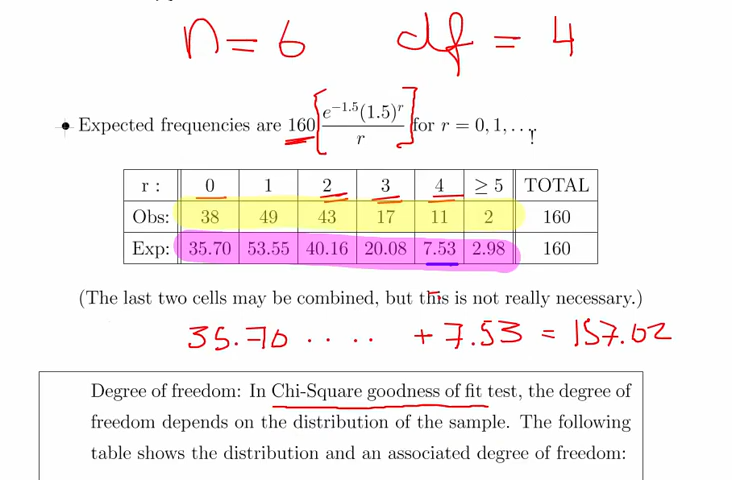 n = 6 df = 4
• Expected frequencies are 160 [ e^{-1.5}(1.5)^r / r ] for r = 0, 1, ...
!
r : 0 1 2 3 4 ≥ 5 TOTAL
Obs: 38 49 43 17 11 2 160
Exp: 35.70 53.55 40.16 20.08 7.53 2.98 160
(The last two cells may be combined, but this is not really necessary.)
35.70 .... + 7.53 = 157.02
Degree of freedom: In Chi-Square goodness of fit test, the degree of
freedom depends on the distribution of the sample. The following
table shows the distribution and an associated degree of freedom: